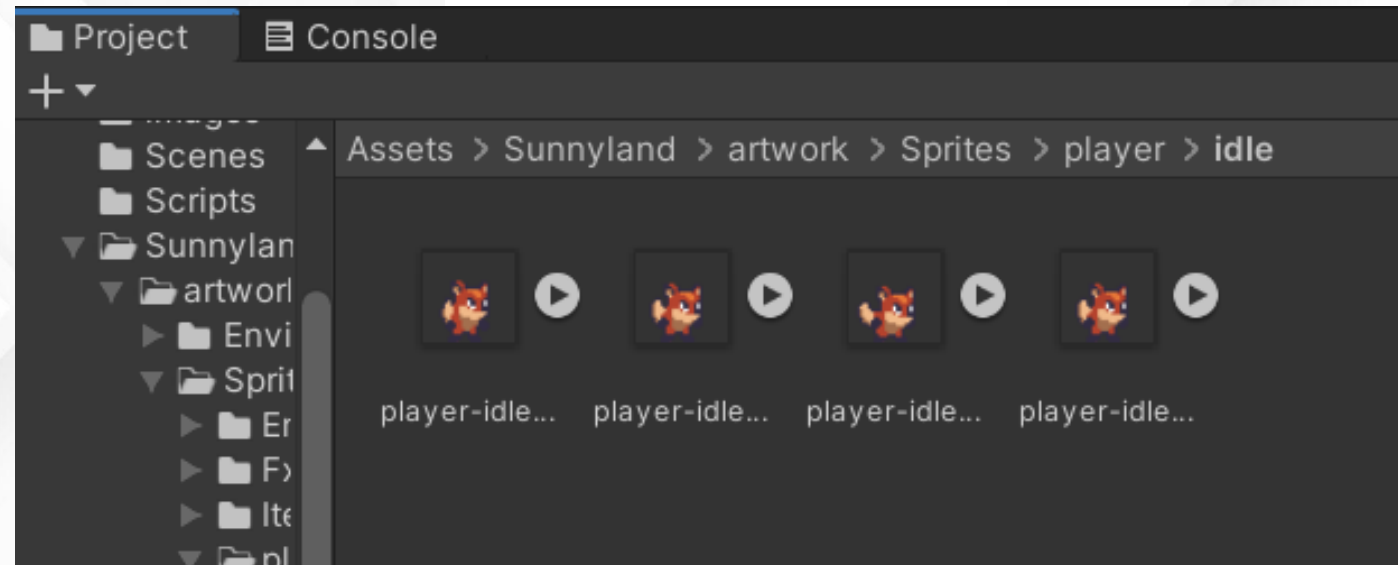 Project
Console
Assets > Sunnyland > artwork > Sprites > player > idle
Scenes
Scripts
Sunnylan
artworl
Envi
Sprit
Er
Ite
pl
player-idle... player-idle... player-idle... player-idle...